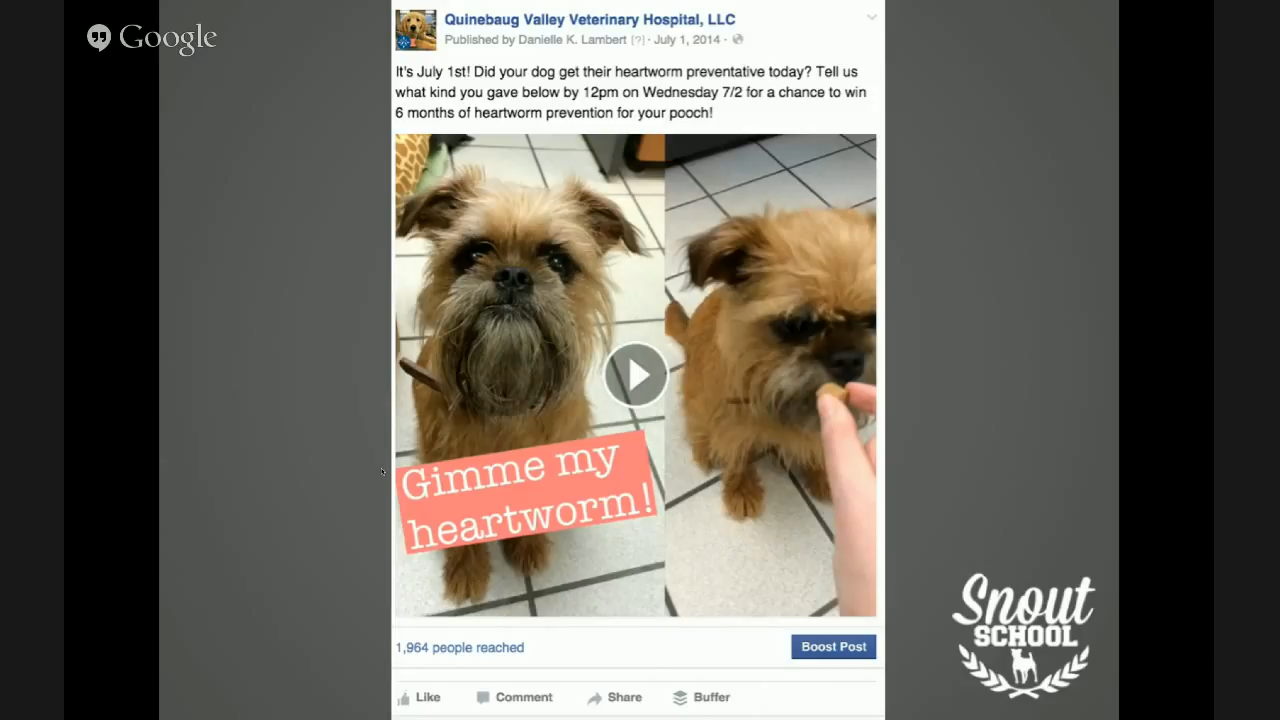 Google
Quinebaug Valley Veterinary Hospital, LLC
Published by Danielle K. Lambert [?] · July 1, 2014 ·
It's July 1st! Did your dog get their heartworm preventative today? Tell us
what kind you gave below by 12pm on Wednesday 7/2 for a chance to win
6 months of heartworm prevention for your pooch!
Gimme my
heartworm!
1,964 people reached
Boost Post
Like Comment Share Buffer
Snout
SCHOOL